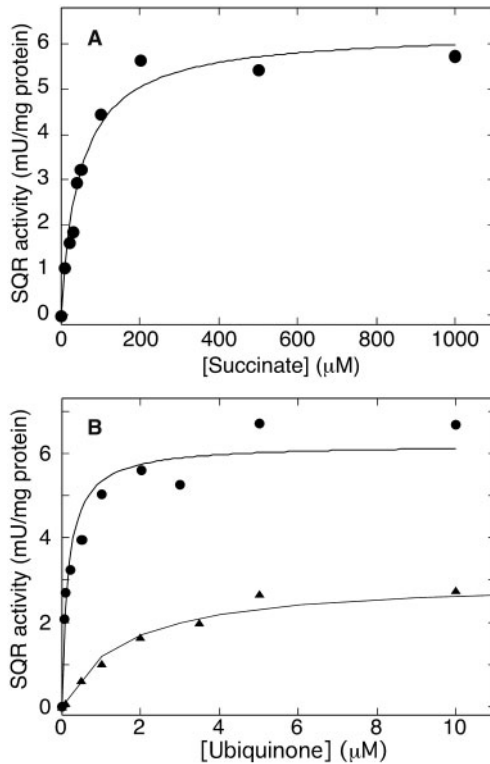 A
SQR activity (mU/mg protein)
6
5
4
3
2
1
0
0 200 400 600 800 1000
[Succinate] (μM)
B
SQR activity (mU/mg protein)
6
4
2
0
0 2 4 6 8 10
[Ubiquinone] (μM)